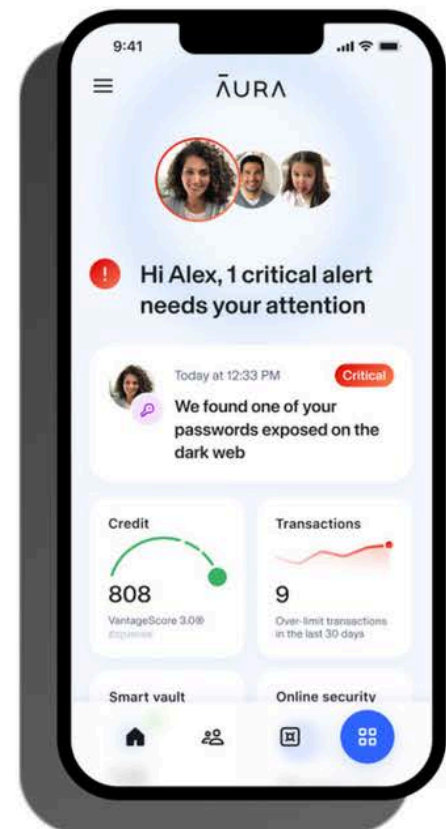 9:41
ĀURA
Hi Alex, 1 critical alert
needs your attention
Today at 12:33 PM
Critical
We found one of your
passwords exposed on the
dark web
Credit
808
VantageScore 3.0®
Transactions
9
Over-limit transactions
in the last 30 days
Smart vault
Online security